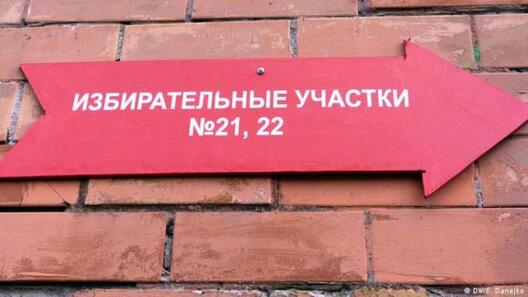 ИЗБИРАТЕЛЬНЫЕ УЧАСТКИ
№21, 22
© DW/E. Danejko